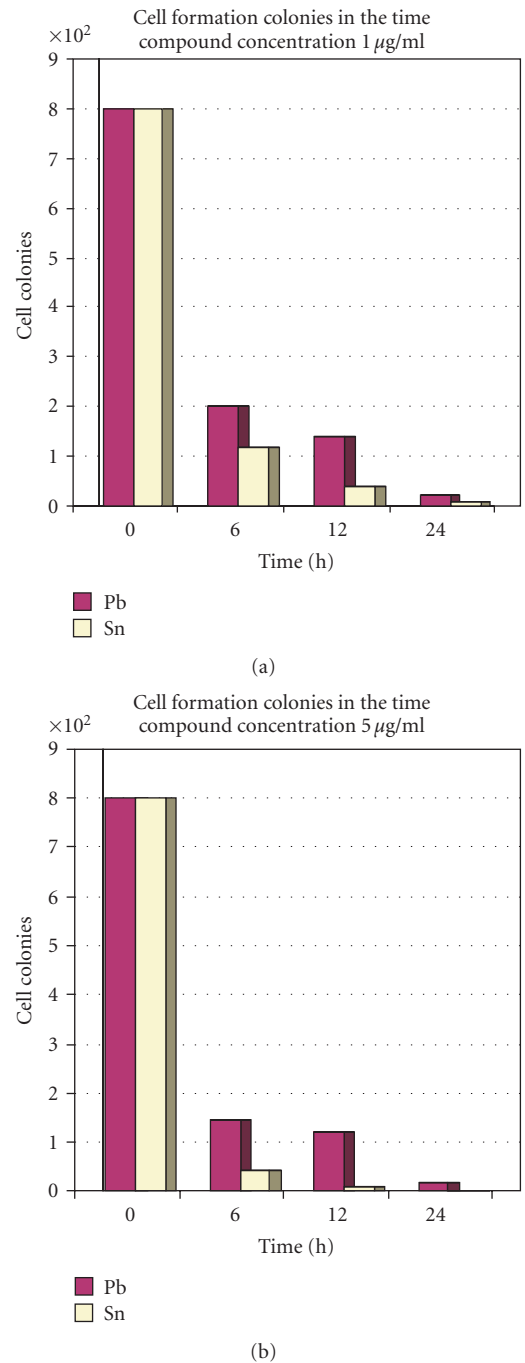 Cell formation colonies in the time
compound concentration 1 μg/ml
×10²
9
8
7
6
5
4
3
2
1
0
Cell colonies
0 6 12 24
Time (h)
Pb
Sn
(a)
Cell formation colonies in the time
compound concentration 5 μg/ml
×10²
9
8
7
6
5
4
3
2
1
0
Cell colonies
0 6 12 24
Time (h)
Pb
Sn
(b)